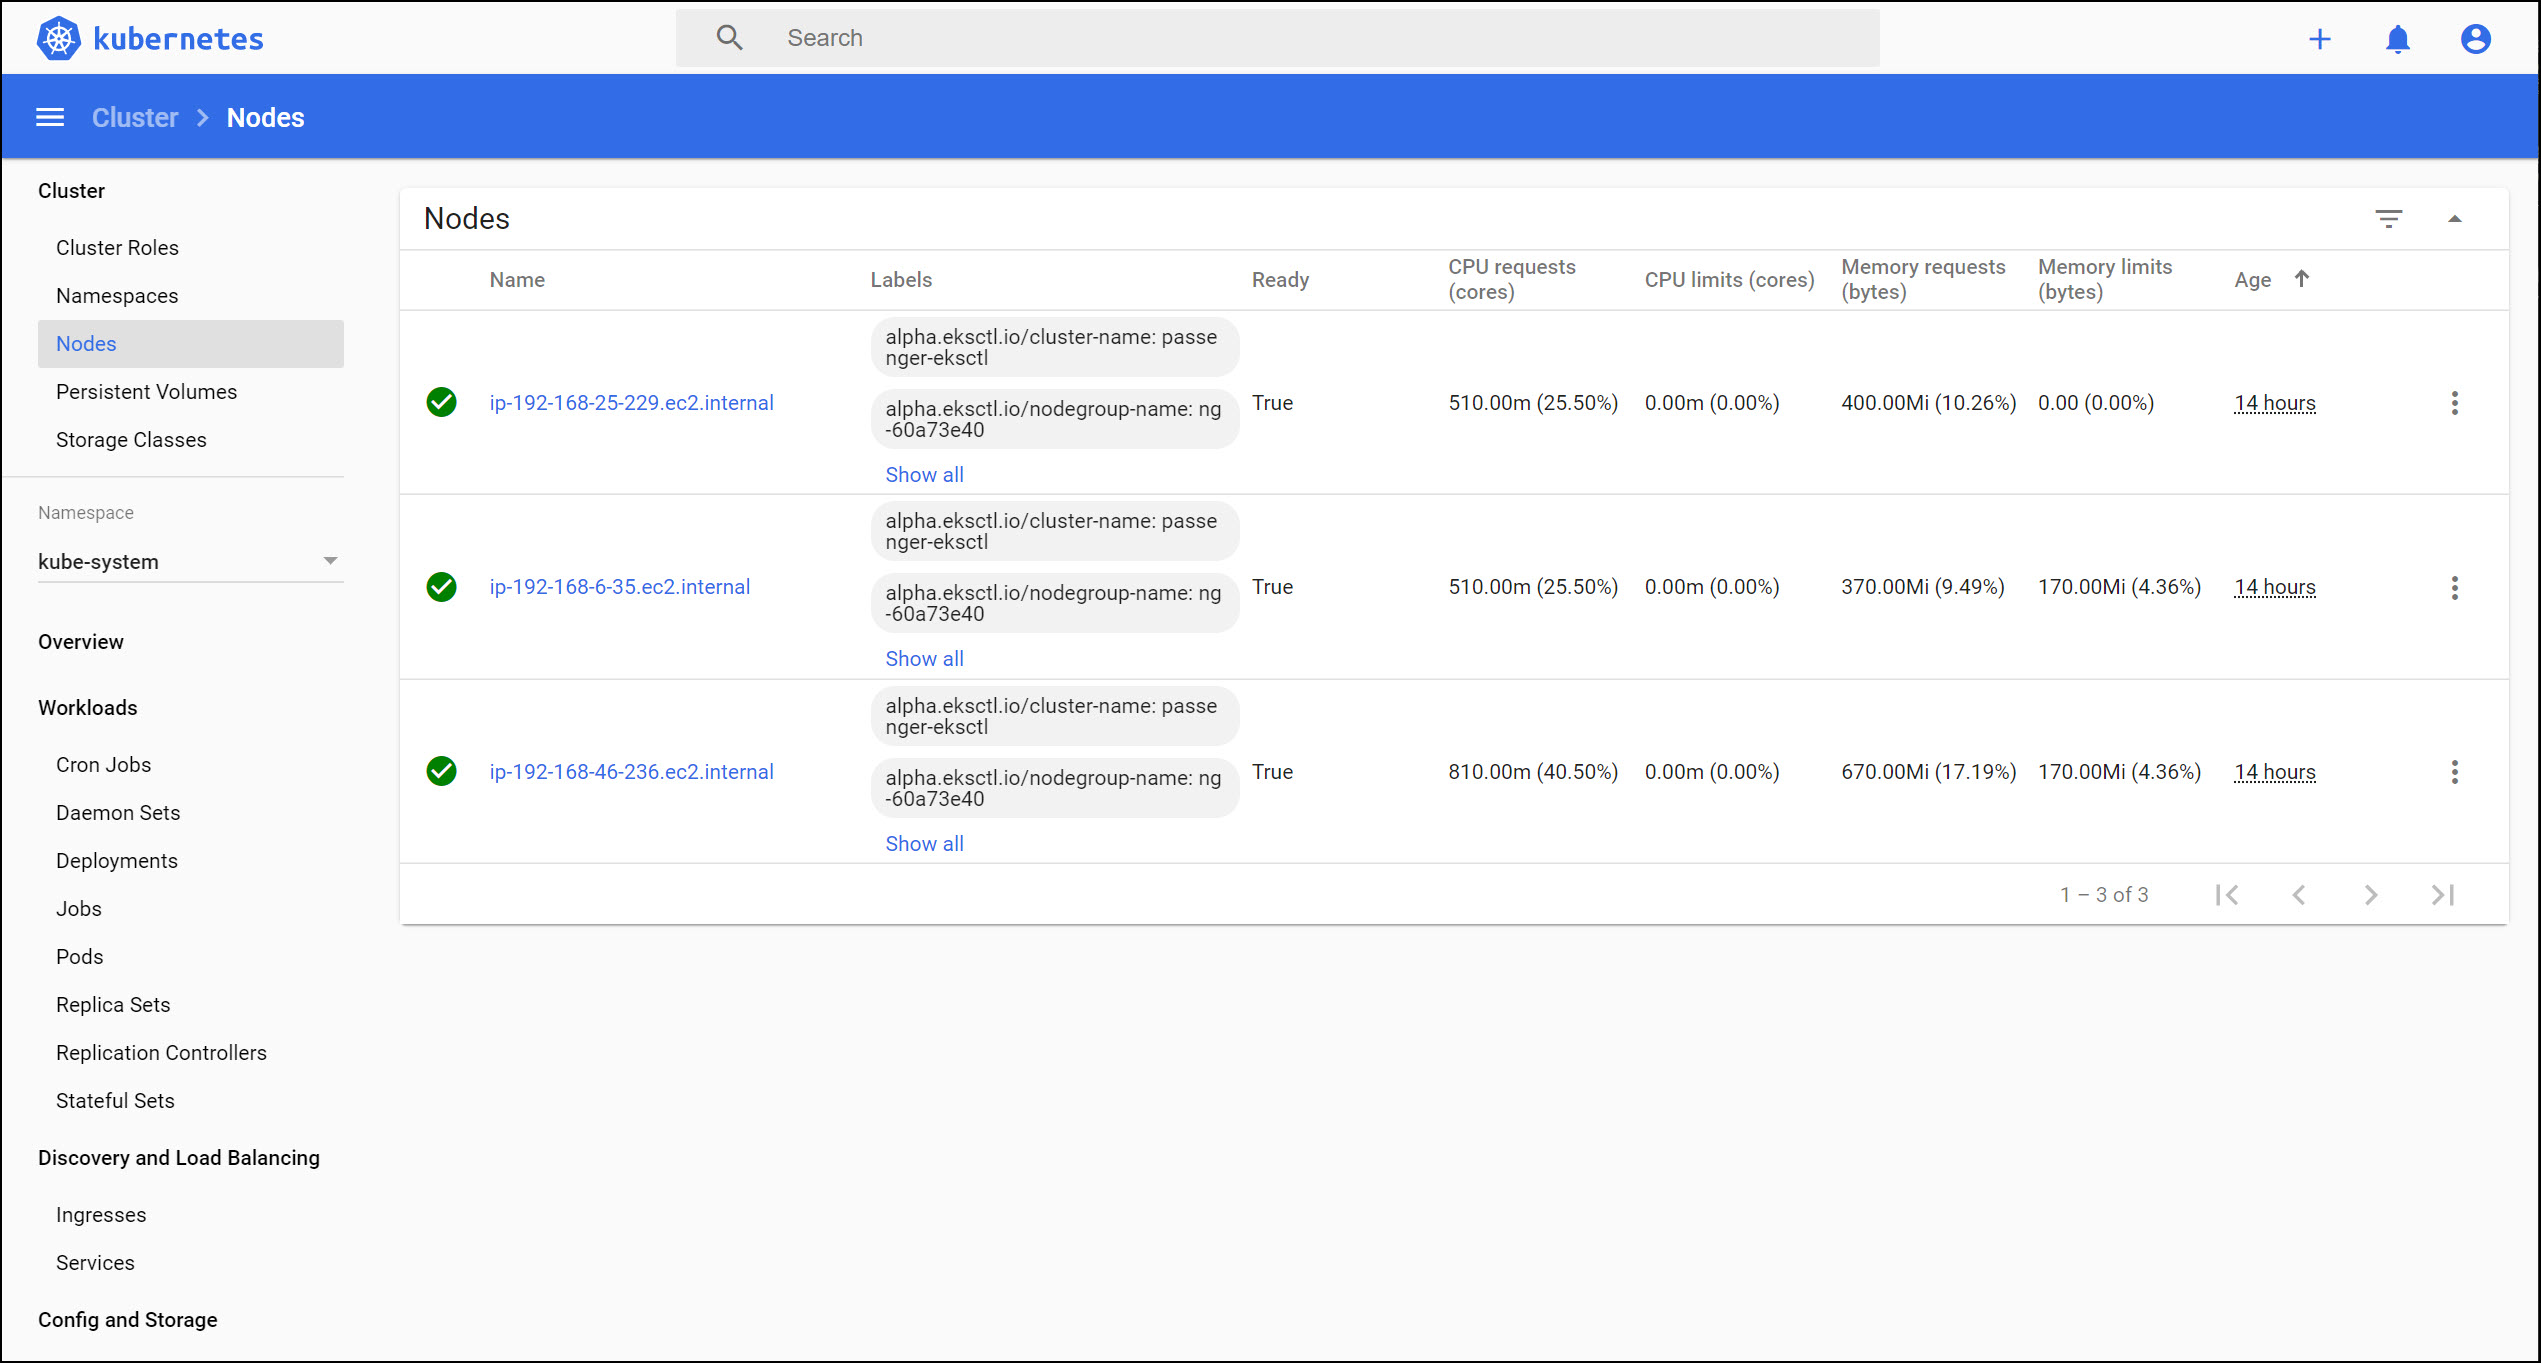 kubernetes
Search
Cluster
Nodes
Cluster
Cluster Roles
Namespaces
Nodes
Persistent Volumes
Storage Classes
Namespace
kube-system
Overview
Workloads
Cron Jobs
Daemon Sets
Deployments
Jobs
Pods
Replica Sets
Replication Controllers
Stateful Sets
Discovery and Load Balancing
Ingresses
Services
Config and Storage
Nodes
Name
Labels
Ready
CPU requests
(cores)
CPU limits (cores)
Memory requests
(bytes)
Memory limits
(bytes)
Age
ip-192-168-25-229.ec2.internal
alpha.eksctl.io/cluster-name: passe
nger-eksctl
alpha.eksctl.io/nodegroup-name: ng
-60a73e40
Show all
True
510.00m (25.50%)
0.00m (0.00%)
400.00Mi (10.26%)
0.00 (0.00%)
14 hours
ip-192-168-6-35.ec2.internal
alpha.eksctl.io/cluster-name: passe
nger-eksctl
alpha.eksctl.io/nodegroup-name: ng
-60a73e40
Show all
True
510.00m (25.50%)
0.00m (0.00%)
370.00Mi (9.49%)
170.00Mi (4.36%)
14 hours
ip-192-168-46-236.ec2.internal
alpha.eksctl.io/cluster-name: passe
nger-eksctl
alpha.eksctl.io/nodegroup-name: ng
-60a73e40
Show all
True
810.00m (40.50%)
0.00m (0.00%)
670.00Mi (17.19%)
170.00Mi (4.36%)
14 hours
1 – 3 of 3